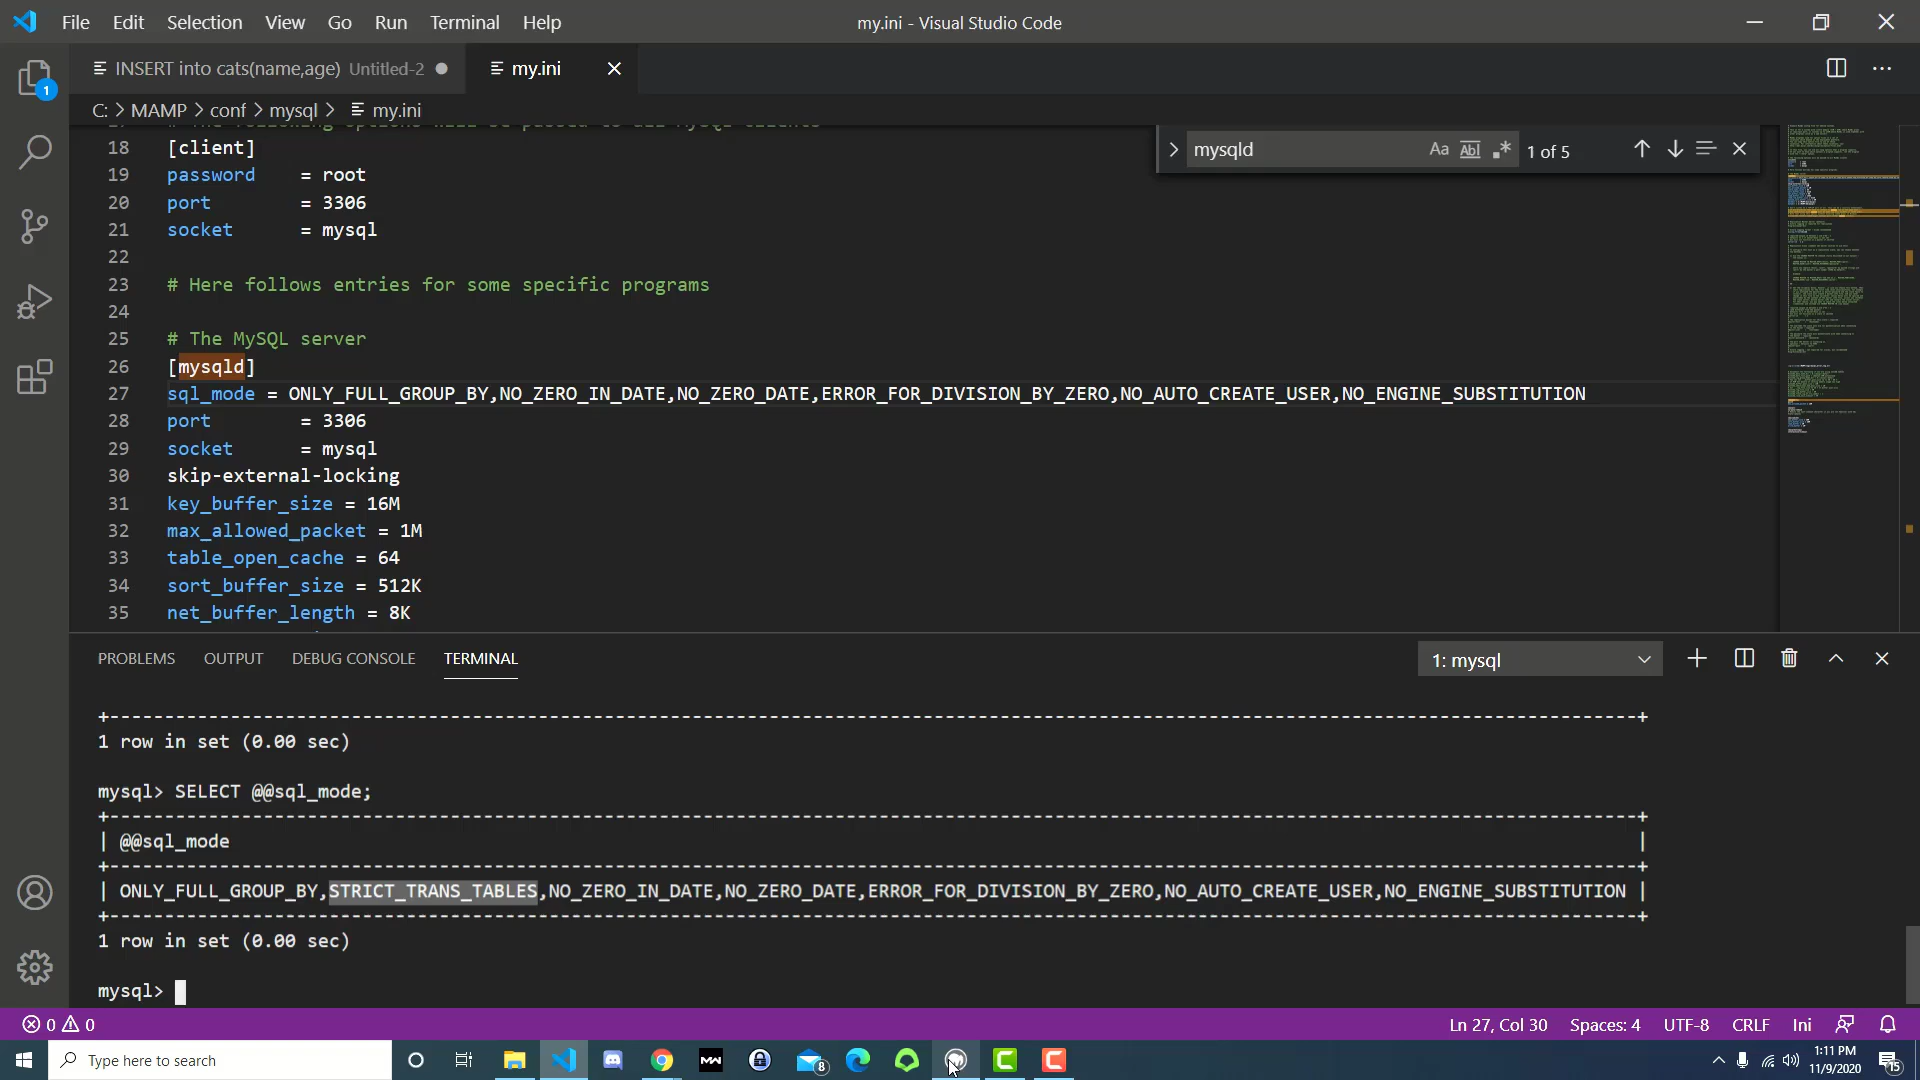 File Edit Selection View Go Run Terminal Help
my.ini - Visual Studio Code
INSERT into cats(name,age) Untitled-2
my.ini
C: > MAMP > conf > mysql > my.ini
mysqld
Aa Abl .* 1 of 5
18 [client]
19 password = root
20 port = 3306
21 socket = mysql
22
23 # Here follows entries for some specific programs
24
25 # The MySQL server
26 [mysqld]
27 sql_mode = ONLY_FULL_GROUP_BY,NO_ZERO_IN_DATE,NO_ZERO_DATE,ERROR_FOR_DIVISION_BY_ZERO,NO_AUTO_CREATE_USER,NO_ENGINE_SUBSTITUTION
28 port = 3306
29 socket = mysql
30 skip-external-locking
31 key_buffer_size = 16M
32 max_allowed_packet = 1M
33 table_open_cache = 64
34 sort_buffer_size = 512K
35 net_buffer_length = 8K
1
PROBLEMS OUTPUT DEBUG CONSOLE TERMINAL
1: mysql
1 row in set (0.00 sec)
mysql> SELECT @@sql_mode;
| @@sql_mode |
| ONLY_FULL_GROUP_BY,STRICT_TRANS_TABLES,NO_ZERO_IN_DATE,NO_ZERO_DATE,ERROR_FOR_DIVISION_BY_ZERO,NO_AUTO_CREATE_USER,NO_ENGINE_SUBSTITUTION |
1 row in set (0.00 sec)
mysql>
0 0
Ln 27, Col 30 Spaces: 4 UTF-8 CRLF Ini
Type here to search
8
1:11 PM
11/9/2020
15